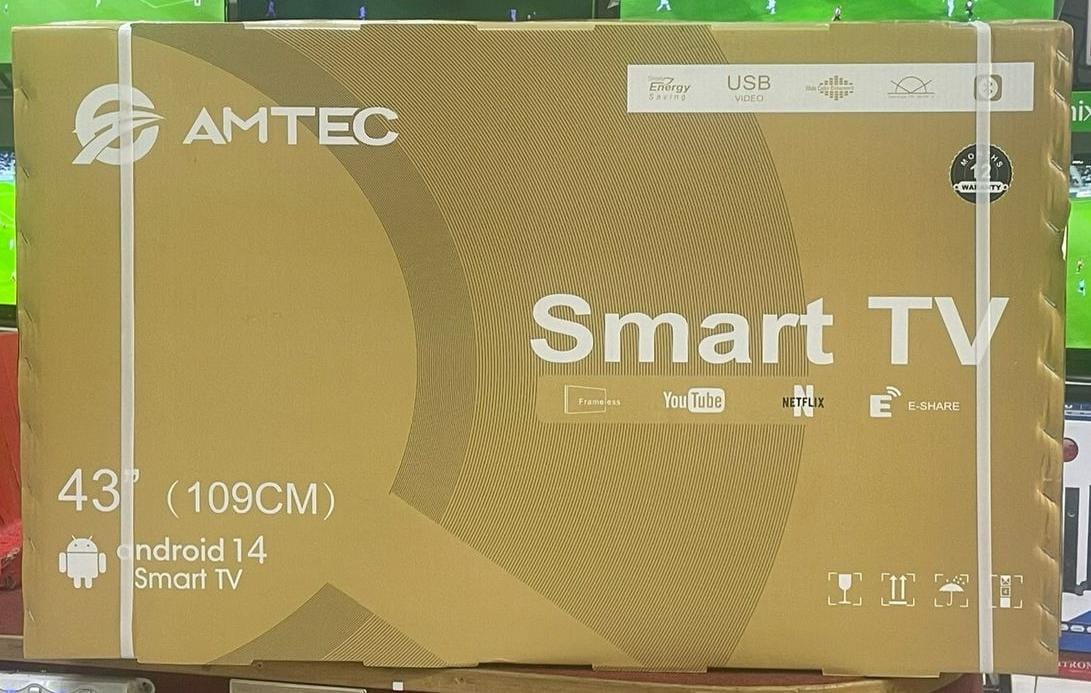 AMTEC
Energy
Saving
USB
VIDEO
MONTHS
12
WARANTY
Smart TV
Frameless
YouTube
NETFLIX
E-SHARE
43” (109CM)
android 14
Smart TV